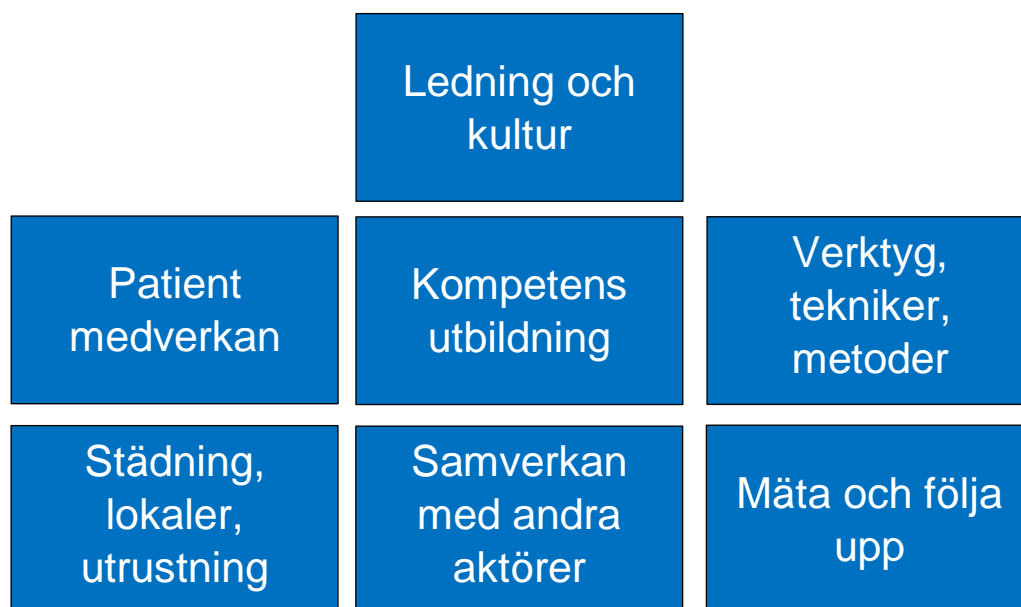 Ledning och
kultur
Patient
medverkan
Kompetens
utbildning
Verktyg,
tekniker,
metoder
Städning,
lokaler,
utrustning
Samverkan
med andra
aktörer
Mäta och följa
upp